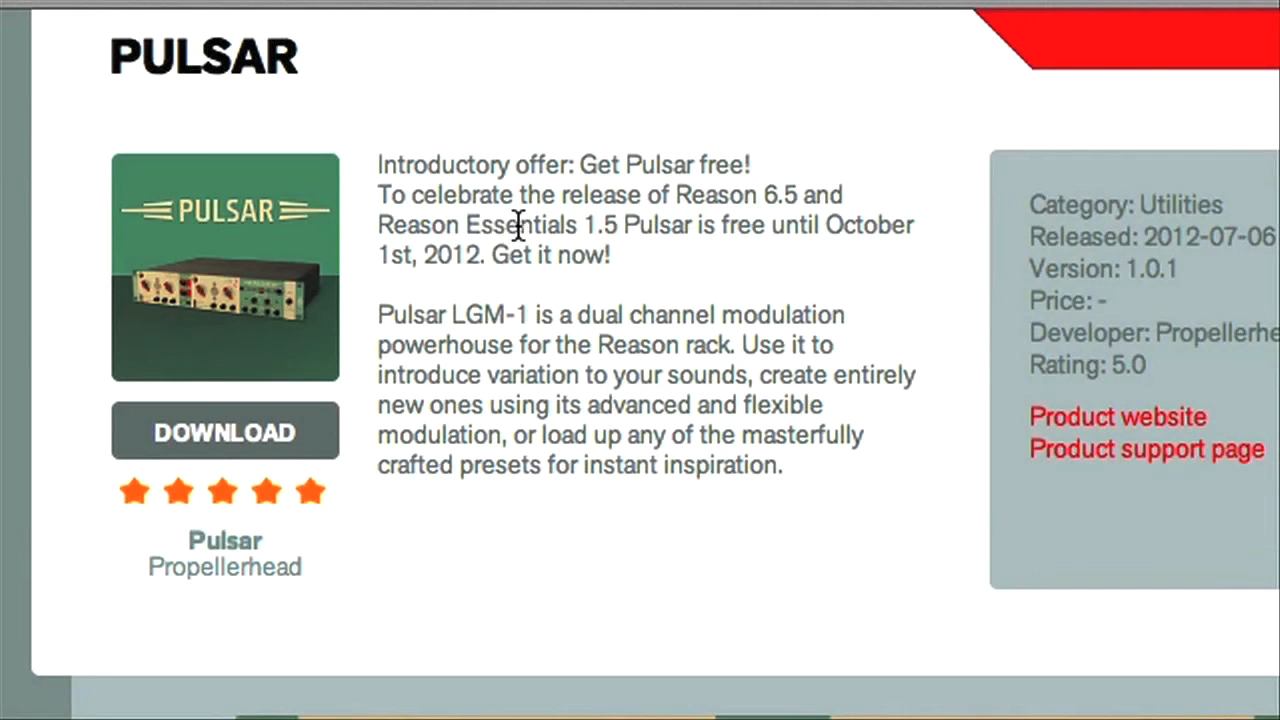 PULSAR
PULSAR
DOWNLOAD
Pulsar
Propellerhead
Introductory offer: Get Pulsar free!
To celebrate the release of Reason 6.5 and
Reason Essentials 1.5 Pulsar is free until October
1st, 2012. Get it now!
Pulsar LGM-1 is a dual channel modulation
powerhouse for the Reason rack. Use it to
introduce variation to your sounds, create entirely
new ones using its advanced and flexible
modulation, or load up any of the masterfully
crafted presets for instant inspiration.
Category: Utilities
Released: 2012-07-06
Version: 1.0.1
Price: -
Developer: Propellerhe
Rating: 5.0
Product website
Product support page